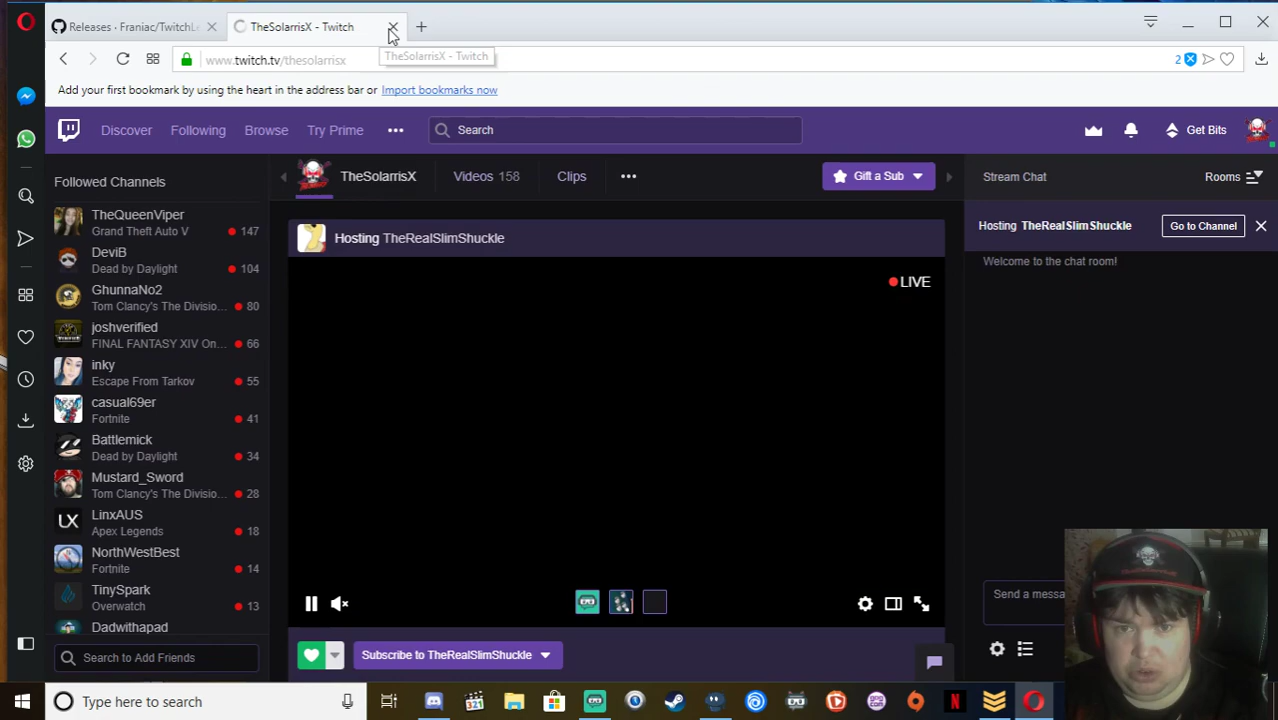 Releases · Franiac/TwitchLe
TheSolarrisX - Twitch
TheSolarrisX - Twitch
www.twitch.tv/thesolarrisx
2
Add your first bookmark by using the heart in the address bar or Import bookmarks now
Discover
Following
Browse
Try Prime
Search
Get Bits
Followed Channels
TheSolarrisX
Videos 158
Clips
Gift a Sub
Stream Chat
Rooms
TheQueenViper
Grand Theft Auto V
147
Hosting TheRealSlimShuckle
Hosting TheRealSlimShuckle
Go to Channel
DeviB
Dead by Daylight
104
Welcome to the chat room!
LIVE
GhunnaNo2
Tom Clancy's The Divisio...
80
joshverified
FINAL FANTASY XIV On...
66
inky
Escape From Tarkov
55
casual69er
Fortnite
41
Battlemick
Dead by Daylight
34
Mustard_Sword
Tom Clancy's The Divisio...
28
LX
LinxAUS
Apex Legends
18
NorthWestBest
Fortnite
14
TinySpark
Overwatch
13
Dadwithapad
Send a messa
Search to Add Friends
Subscribe to TheRealSlimShuckle
Type here to search
321